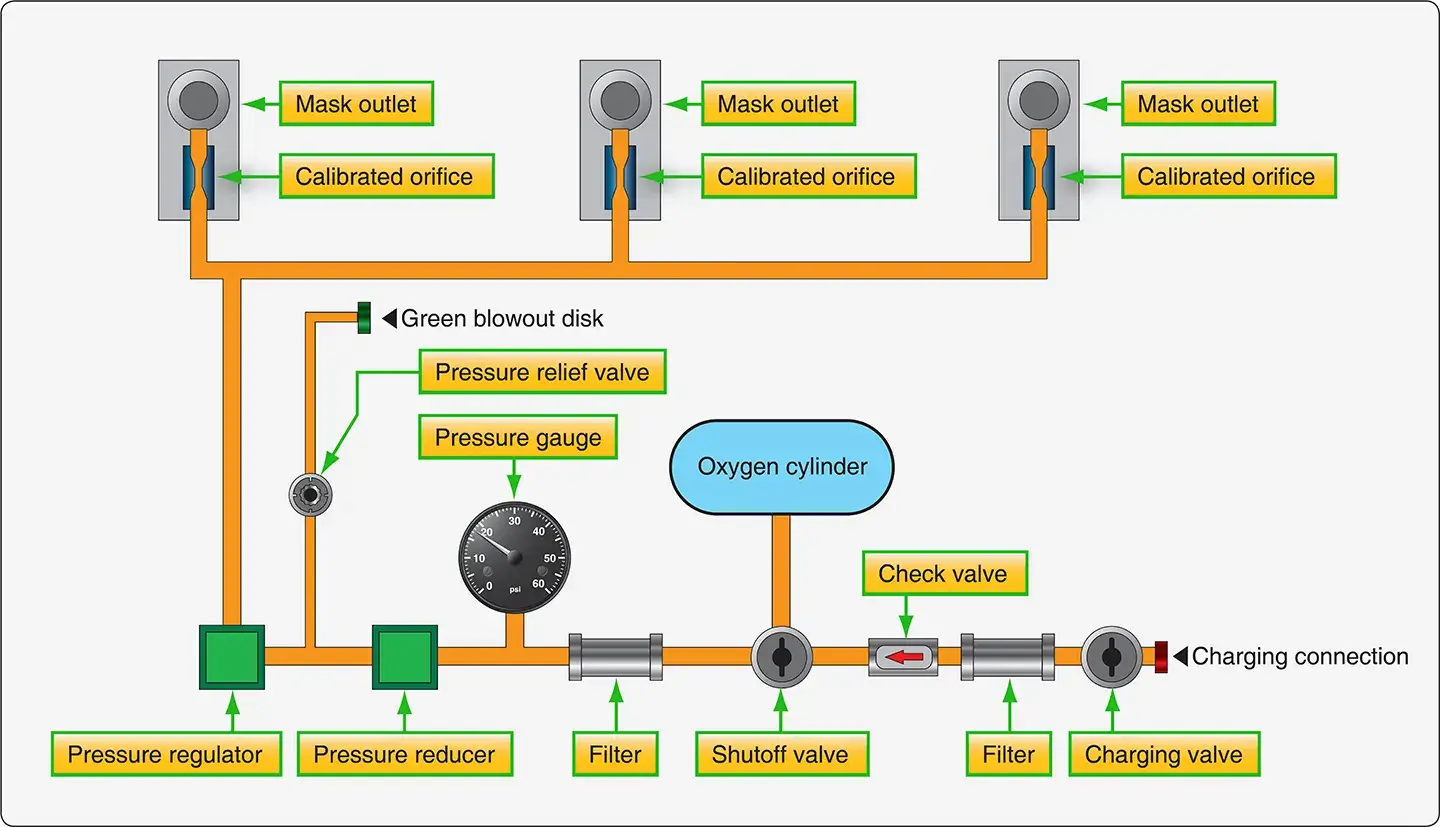 Mask outlet
Mask outlet
Mask outlet
Calibrated orifice
Calibrated orifice
Calibrated orifice
Green blowout disk
Pressure relief valve
Pressure gauge
Oxygen cylinder
30
20
40
10
50
0
60
psi
Check valve
Charging connection
Pressure regulator
Pressure reducer
Filter
Shutoff valve
Filter
Charging valve